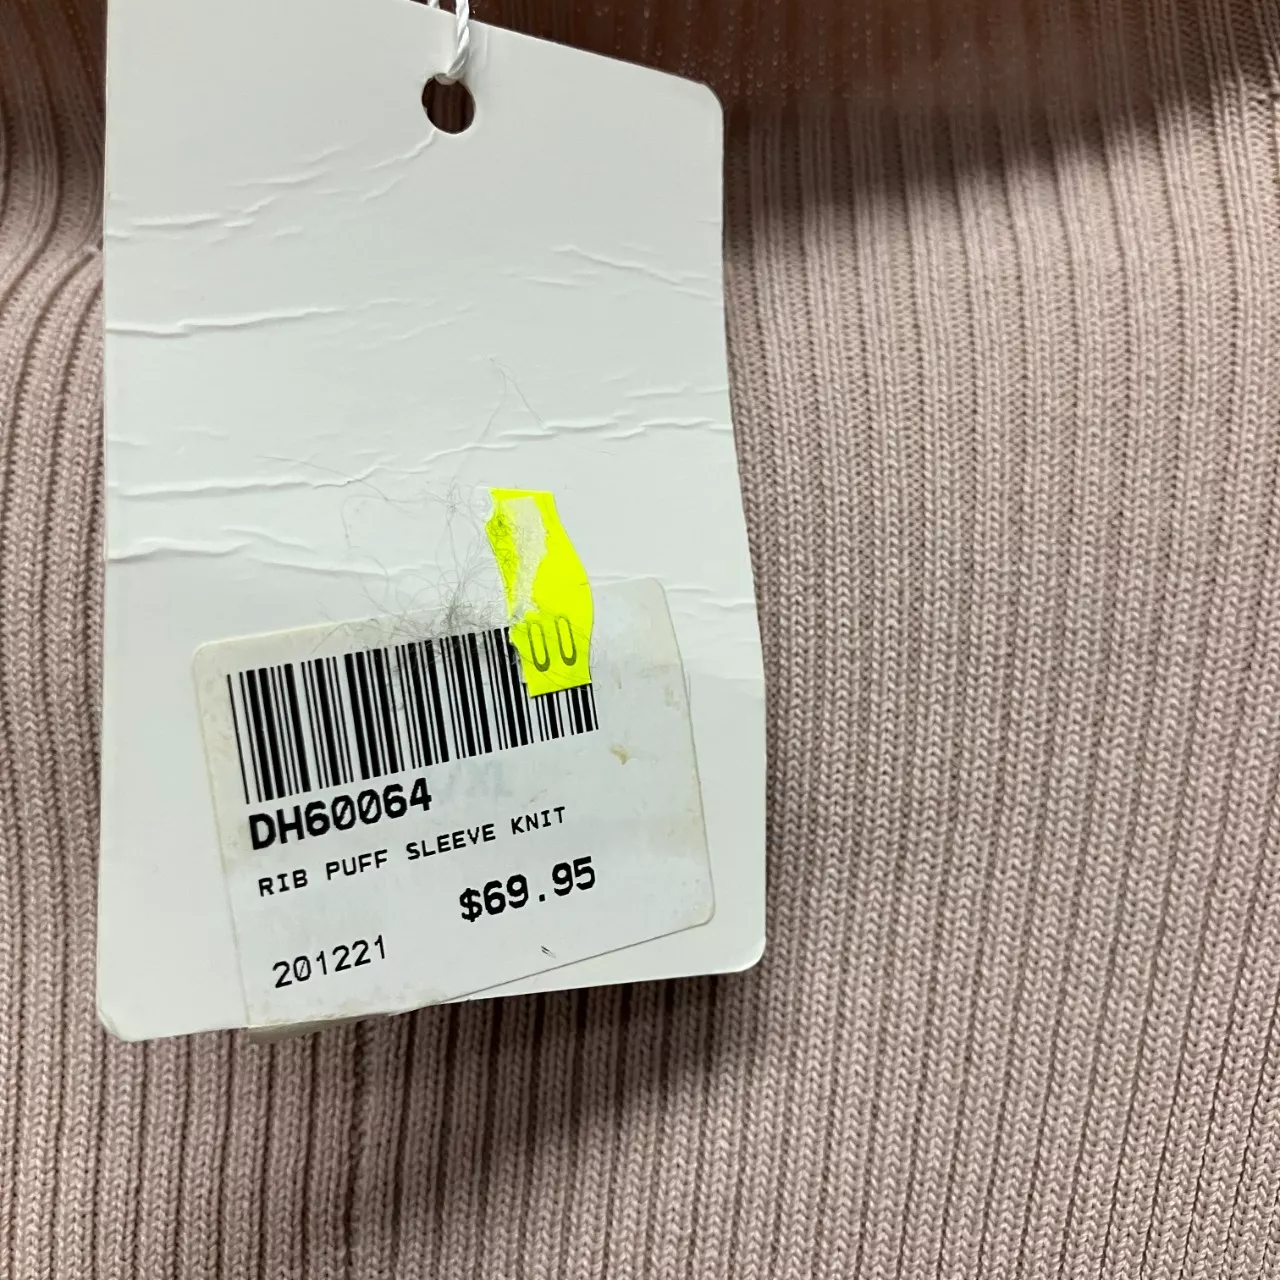 00
DH60064
RIB PUFF SLEEVE KNIT
$69.95
201221